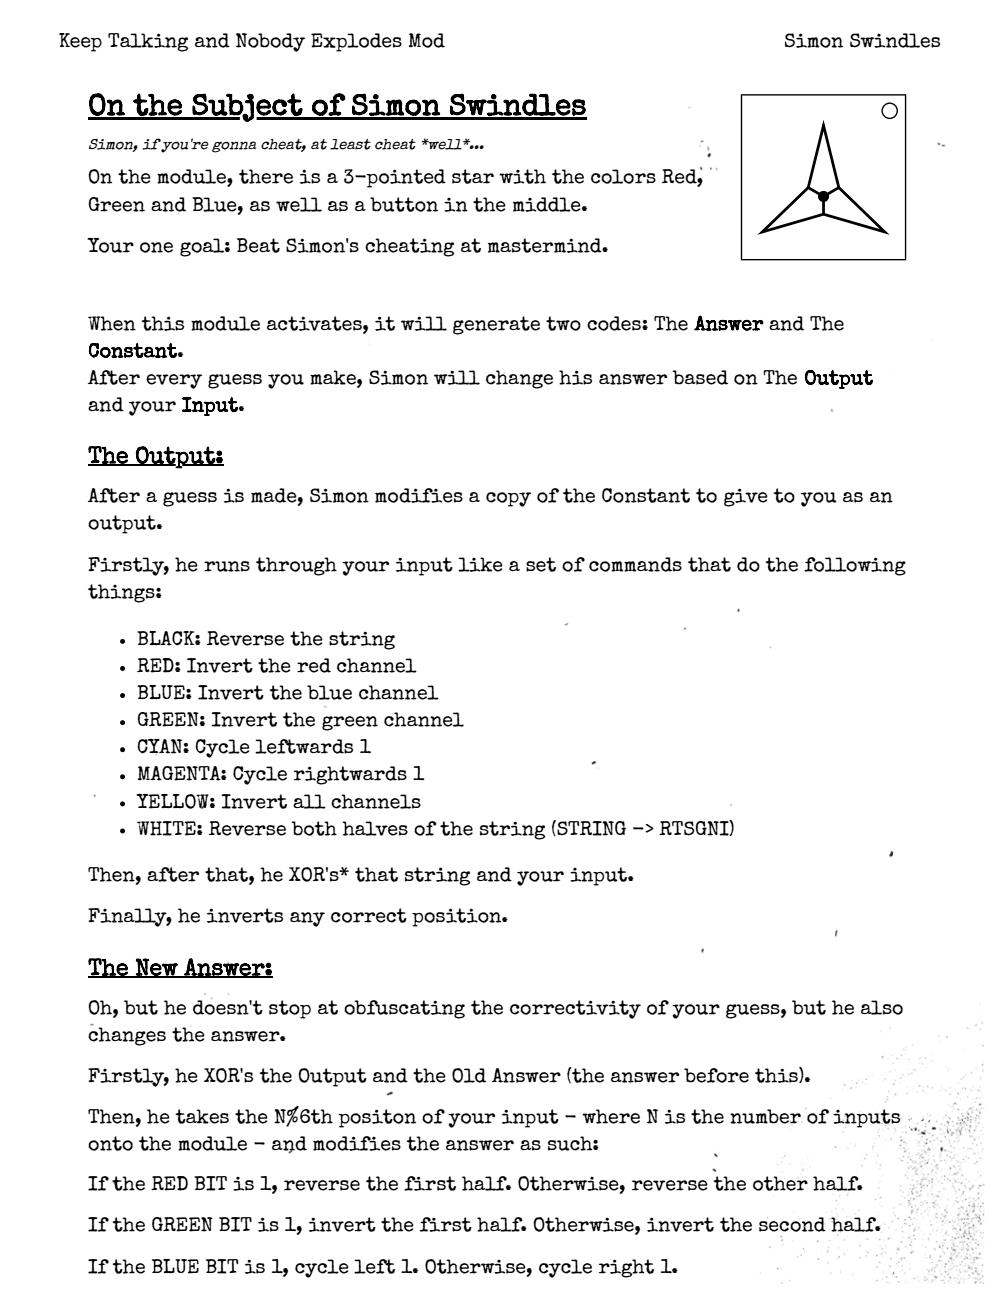 Keep Talking and Nobody Explodes Mod
Simon Swindles
On the Subject of Simon Swindles
Simon, if you're gonna cheat, at least cheat *well*...
On the module, there is a 3-pointed star with the colors Red,
Green and Blue, as well as a button in the middle.
Your one goal: Beat Simon's cheating at mastermind.
When this module activates, it will generate two codes: The Answer and The
Constant.
After every guess you make, Simon will change his answer based on The Output
and your Input.
The Output:
After a guess is made, Simon modifies a copy of the Constant to give to you as an
output.
Firstly, he runs through your input like a set of commands that do the following
things:
• BLACK: Reverse the string
• RED: Invert the red channel
• BLUE: Invert the blue channel
• GREEN: Invert the green channel
• CYAN: Cycle leftwards 1
• MAGENTA: Cycle rightwards 1
• YELLOW: Invert all channels
• WHITE: Reverse both halves of the string (STRING -> RTSGNI)
Then, after that, he XOR's* that string and your input.
Finally, he inverts any correct position.
The New Answer:
Oh, but he doesn't stop at obfuscating the correctivity of your guess, but he also
changes the answer.
Firstly, he XOR's the Output and the Old Answer (the answer before this).
Then, he takes the N%6th positon of your input - where N is the number of inputs
onto the module - and modifies the answer as such:
If the RED BIT is 1, reverse the first half. Otherwise, reverse the other half.
If the GREEN BIT is 1, invert the first half. Otherwise, invert the second half.
If the BLUE BIT is 1, cycle left 1. Otherwise, cycle right 1.